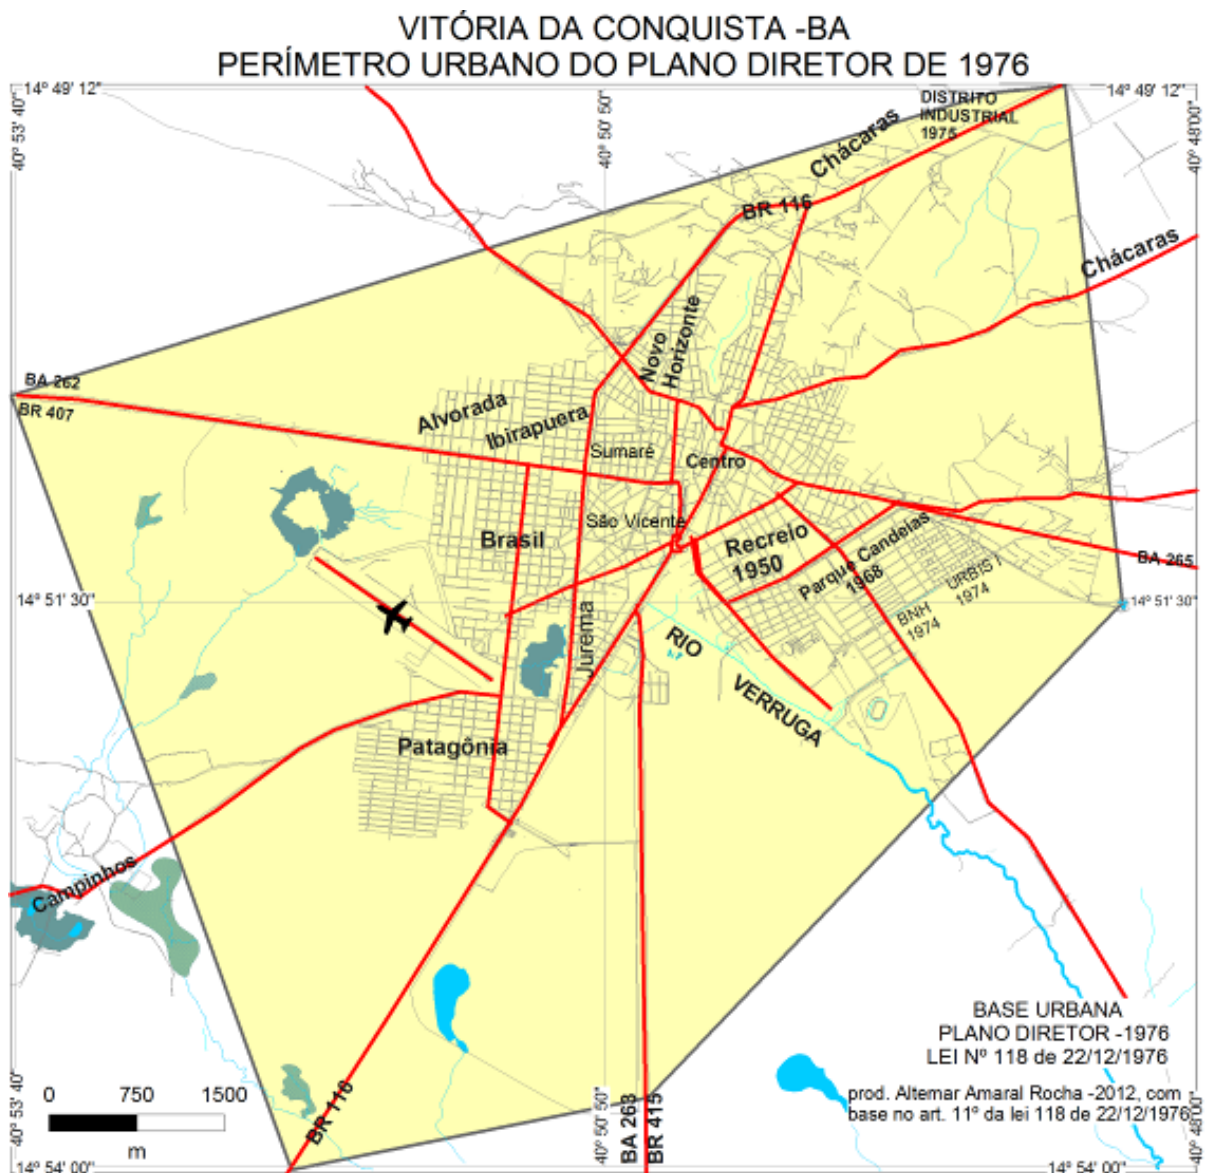 VITÓRIA DA CONQUISTA -BA
PERÍMETRO URBANO DO PLANO DIRETOR DE 1976
14º 49' 12"
14º 49' 12"
40º 53' 40"
40º 50' 50"
40º 48'00"
DISTRITO
INDUSTRIAL
1975
Chácaras
BR 116
Chácaras
Novo
Horizonte
BA 262
BR 407
Alvorada
Ibirapuera
Sumaré
Centro
São Vicente
Brasil
Recreio
1950
Parque Candeias
1968
BA 265
URBIS I
1974
BNH
1974
14º 51' 30"
14º 51' 30"
Jurema
RIO
VERRUGA
Patagônia
Campinhos
BASE URBANA
PLANO DIRETOR -1976
LEI Nº 118 de 22/12/1976
prod. Altemar Amaral Rocha -2012, com
base no art. 11º da lei 118 de 22/12/1976
0 750 1500
m
BR 116
BA 263
BR 415
40º 53' 40"
40º 50' 50"
40º 48'00"
14º 54' 00"
14º 54' 00"